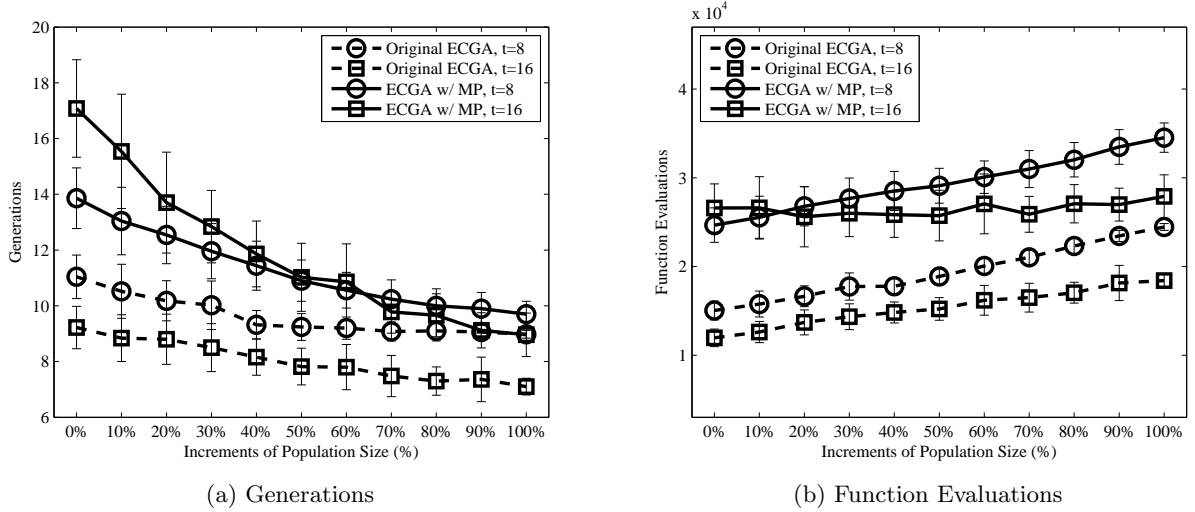 20
18
16
14
12
10
8
6
Generations
Original ECGA, t=8
Original ECGA, t=16
ECGA w/ MP, t=8
ECGA w/ MP, t=16
0% 10% 20% 30% 40% 50% 60% 70% 80% 90% 100%
Increments of Population Size (%)
(a) Generations
x 10⁴
4
3
2
1
Function Evaluations
Original ECGA, t=8
Original ECGA, t=16
ECGA w/ MP, t=8
ECGA w/ MP, t=16
0% 10% 20% 30% 40% 50% 60% 70% 80% 90% 100%
Increments of Population Size (%)
(b) Function Evaluations